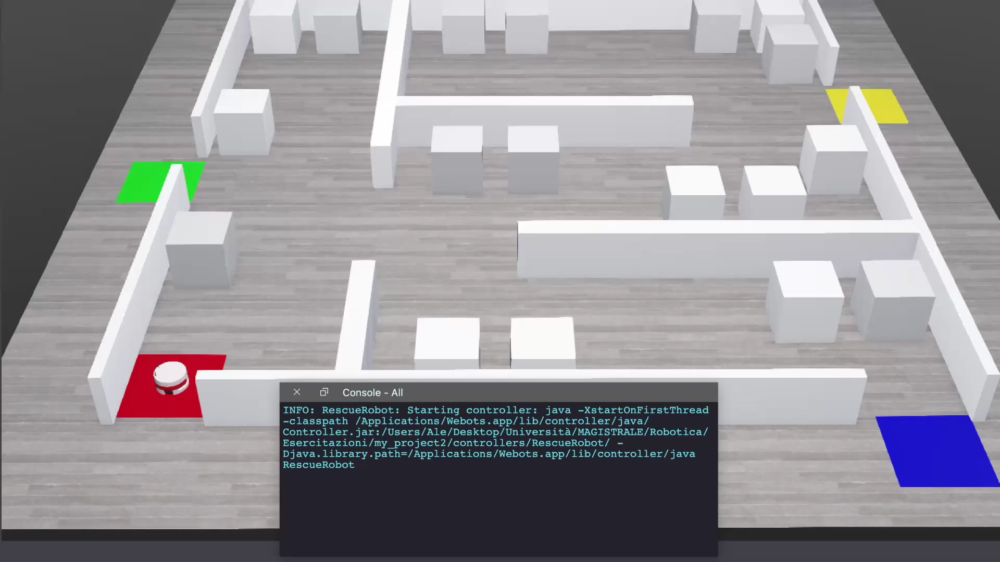 Console - All
INFO: RescueRobot: Starting controller: java -XstartOnFirstThread
-classpath /Applications/Webots.app/lib/controller/java/
Controller.jar:/Users/Ale/Desktop/Università/MAGISTRALE/Robotica/
Esercitazioni/my_project2/controllers/RescueRobot/ -
Djava.library.path=/Applications/Webots.app/lib/controller/java
RescueRobot